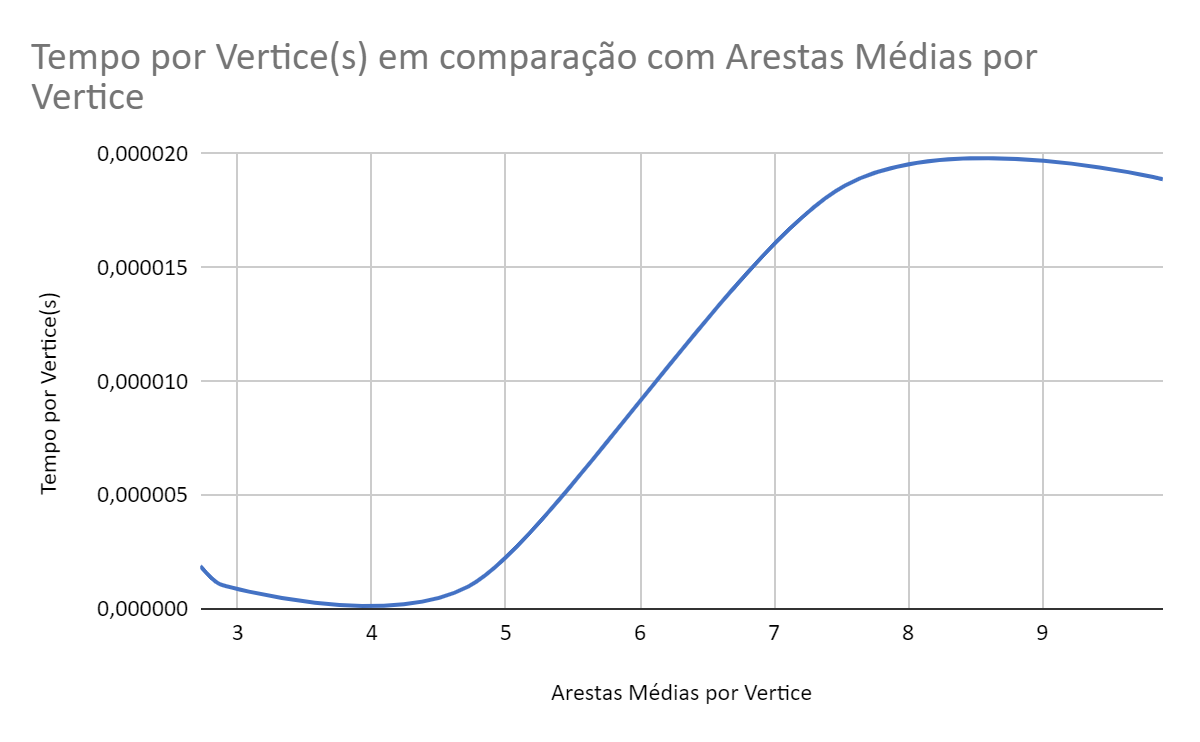 Tempo por Vertice(s) em comparação com Arestas Médias por
Vertice
0,000020
0,000015
0,000010
0,000005
0,000000
Tempo por Vertice(s)
3 4 5 6 7 8 9
Arestas Médias por Vertice